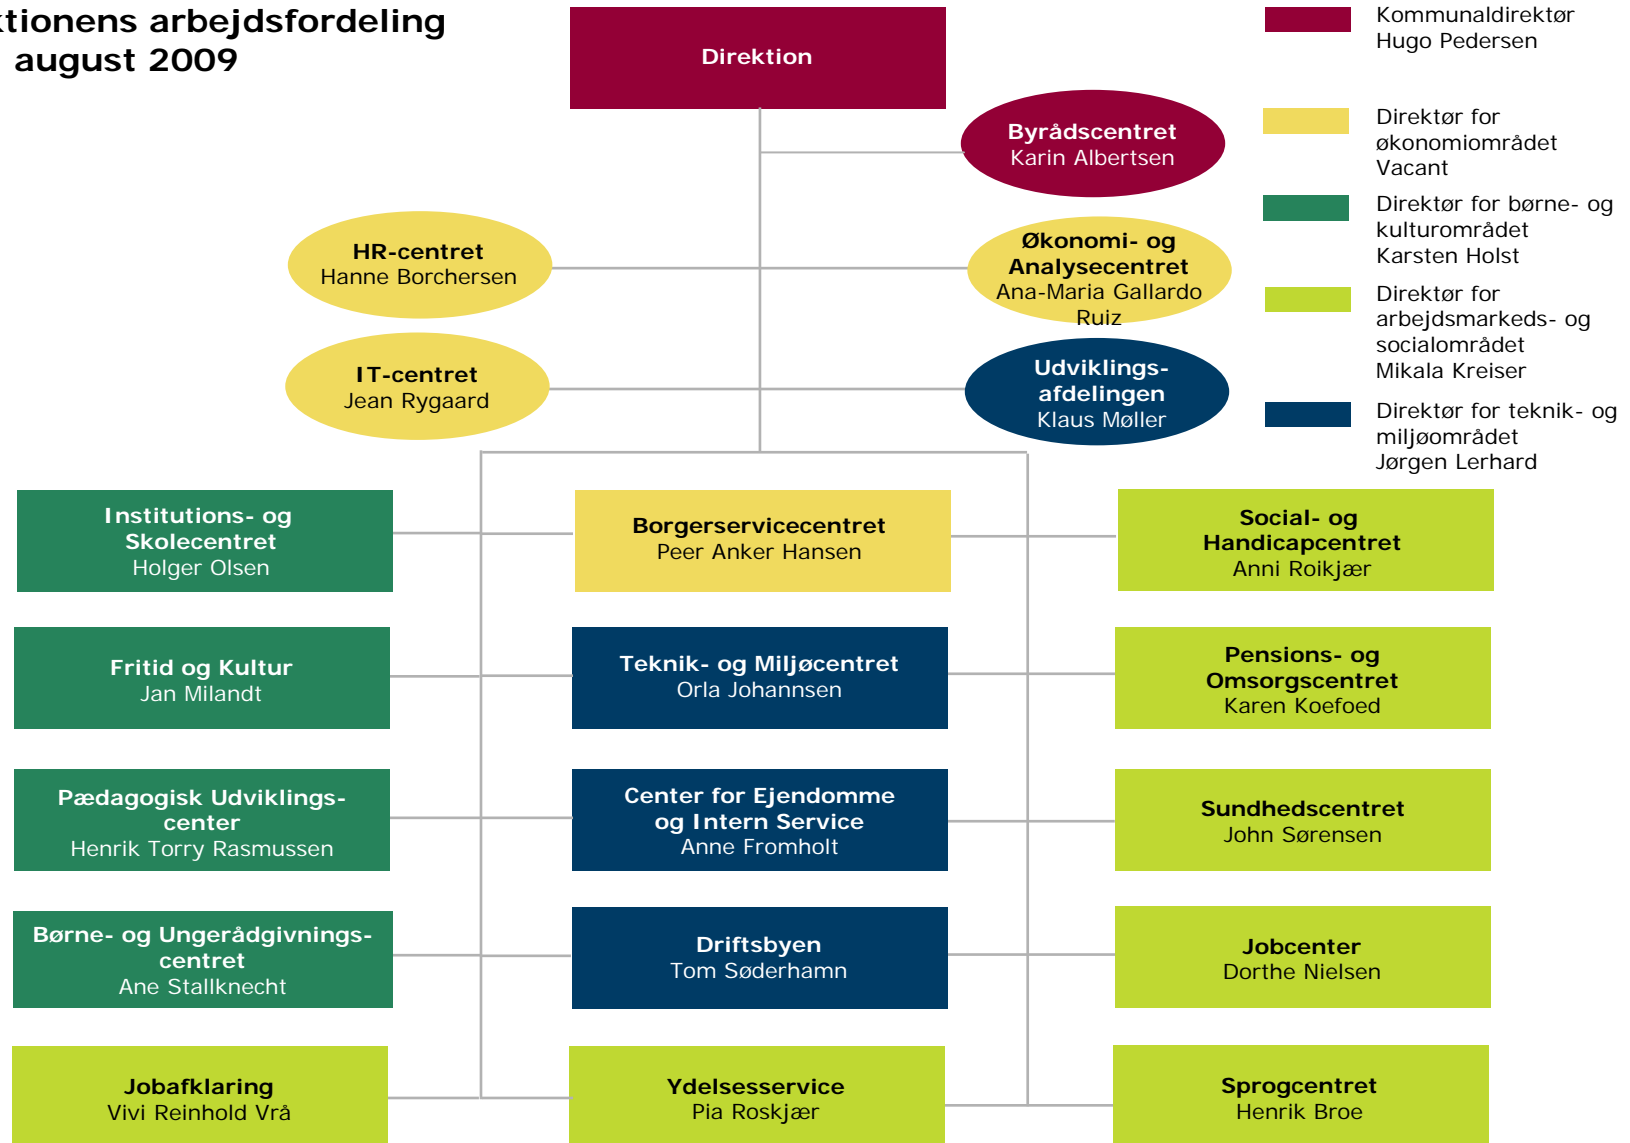 ktionens arbejdsfordeling
august 2009
Direktion
Kommunaldirektør
Hugo Pedersen
Byrådscentret
Karin Albertsen
Direktør for
økonomiområdet
Vacant
HR-centret
Hanne Borchersen
Økonomi- og
Analysecentret
Ana-Maria Gallardo
Ruiz
Direktør for børne- og
kulturområdet
Karsten Holst
IT-centret
Jean Rygaard
Udviklings-
afdelingen
Klaus Møller
Direktør for
arbejdsmarkeds- og
socialområdet
Mikala Kreiser
Direktør for teknik- og
miljøområdet
Jørgen Lerhard
Institutions- og
Skolecentret
Holger Olsen
Borgerservicecentret
Peer Anker Hansen
Social- og
Handicapcentret
Anni Roikjær
Fritid og Kultur
Jan Milandt
Teknik- og Miljøcentret
Orla Johannsen
Pensions- og
Omsorgscentret
Karen Koefoed
Pædagogisk Udviklings-
center
Henrik Torry Rasmussen
Center for Ejendomme
og Intern Service
Anne Fromholt
Sundhedscentret
John Sørensen
Børne- og Ungerådgivnings-
centret
Ane Stallknecht
Driftsbyen
Tom Søderhamn
Jobcenter
Dorthe Nielsen
Jobafklaring
Vivi Reinhold Vrå
Ydelsesservice
Pia Roskjær
Sprogcentret
Henrik Broe